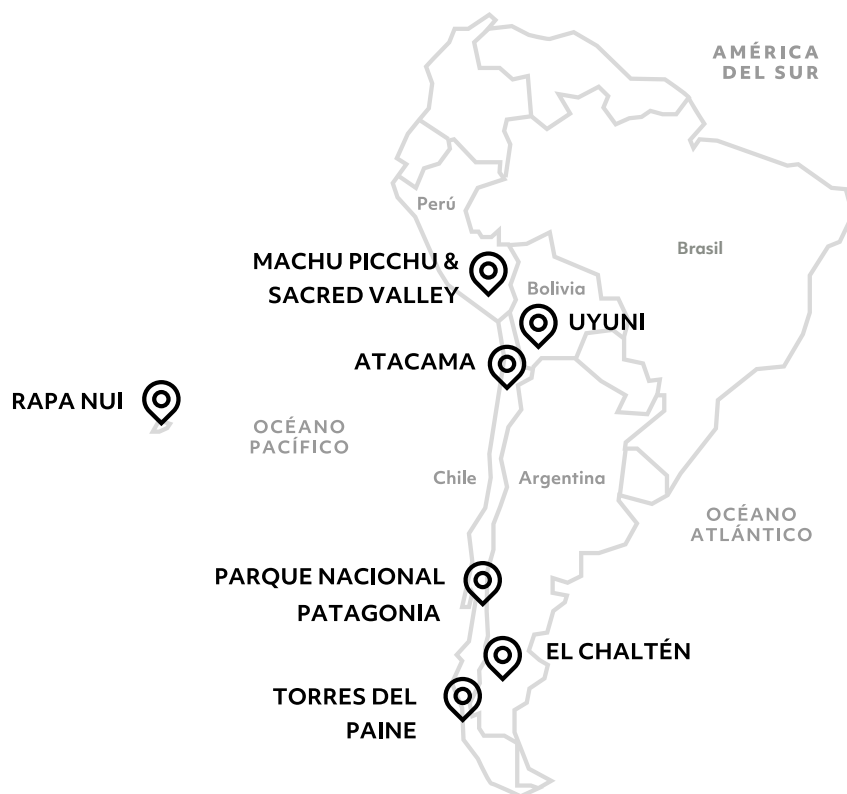 AMÉRICA
DEL SUR
Perú
Brasil
MACHU PICCHU &
SACRED VALLEY
Bolivia
UYUNI
ATACAMA
RAPA NUI
OCÉANO
PACÍFICO
Chile
Argentina
OCÉANO
ATLÁNTICO
PARQUE NACIONAL
PATAGONIA
EL CHALTÉN
TORRES DEL
PAINE